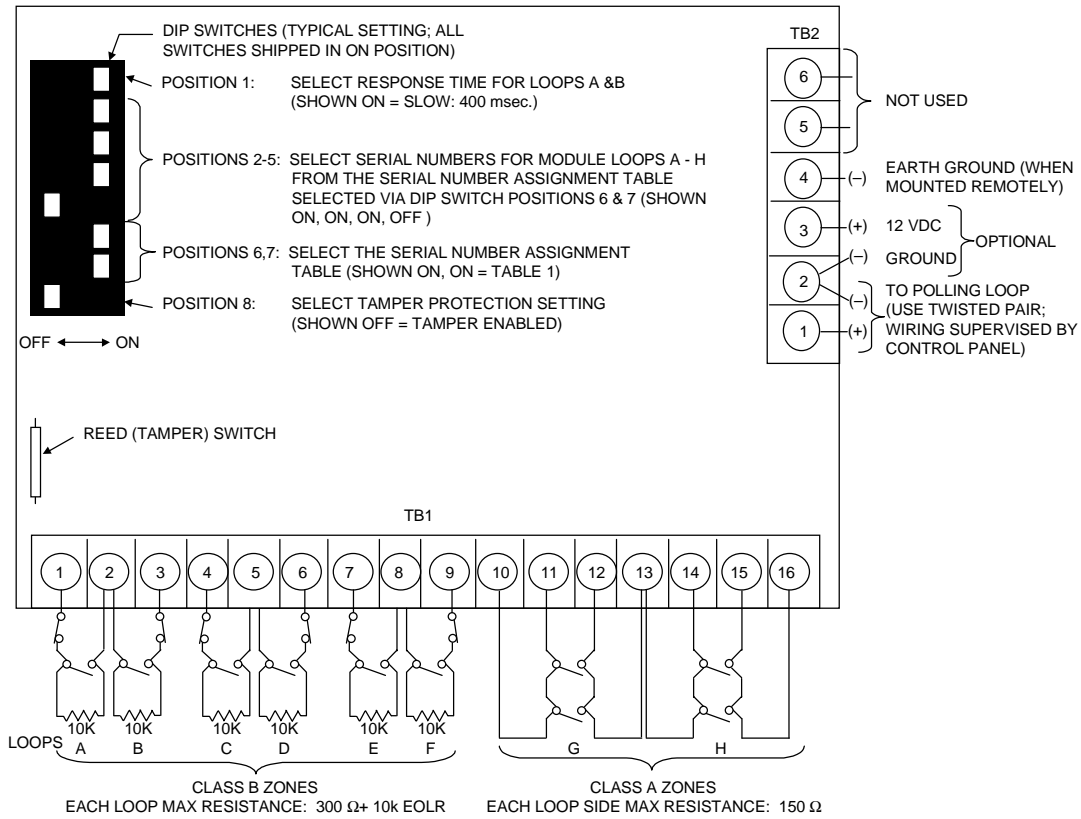 DIP SWITCHES (TYPICAL SETTING; ALL
SWITCHES SHIPPED IN ON POSITION)
POSITION 1: SELECT RESPONSE TIME FOR LOOPS A &B
(SHOWN ON = SLOW: 400 msec.)
POSITIONS 2-5: SELECT SERIAL NUMBERS FOR MODULE LOOPS A - H
FROM THE SERIAL NUMBER ASSIGNMENT TABLE
SELECTED VIA DIP SWITCH POSITIONS 6 & 7 (SHOWN
ON, ON, ON, OFF )
POSITIONS 6,7: SELECT THE SERIAL NUMBER ASSIGNMENT
TABLE (SHOWN ON, ON = TABLE 1)
POSITION 8: SELECT TAMPER PROTECTION SETTING
(SHOWN OFF = TAMPER ENABLED)
OFF ON
TB2
6
5
NOT USED
4 (–) EARTH GROUND (WHEN
MOUNTED REMOTELY)
3 (+) 12 VDC
OPTIONAL
(–) GROUND
2
(–)
1 (+)
TO POLLING LOOP
(USE TWISTED PAIR;
WIRING SUPERVISED BY
CONTROL PANEL)
REED (TAMPER) SWITCH
TB1
1 2 3 4 5 6 7 8 9 10 11 12 13 14 15 16
10K 10K 10K 10K 10K 10K
LOOPS A B C D E F G H
CLASS B ZONES
EACH LOOP MAX RESISTANCE: 300 Ω+ 10k EOLR
CLASS A ZONES
EACH LOOP SIDE MAX RESISTANCE: 150 Ω